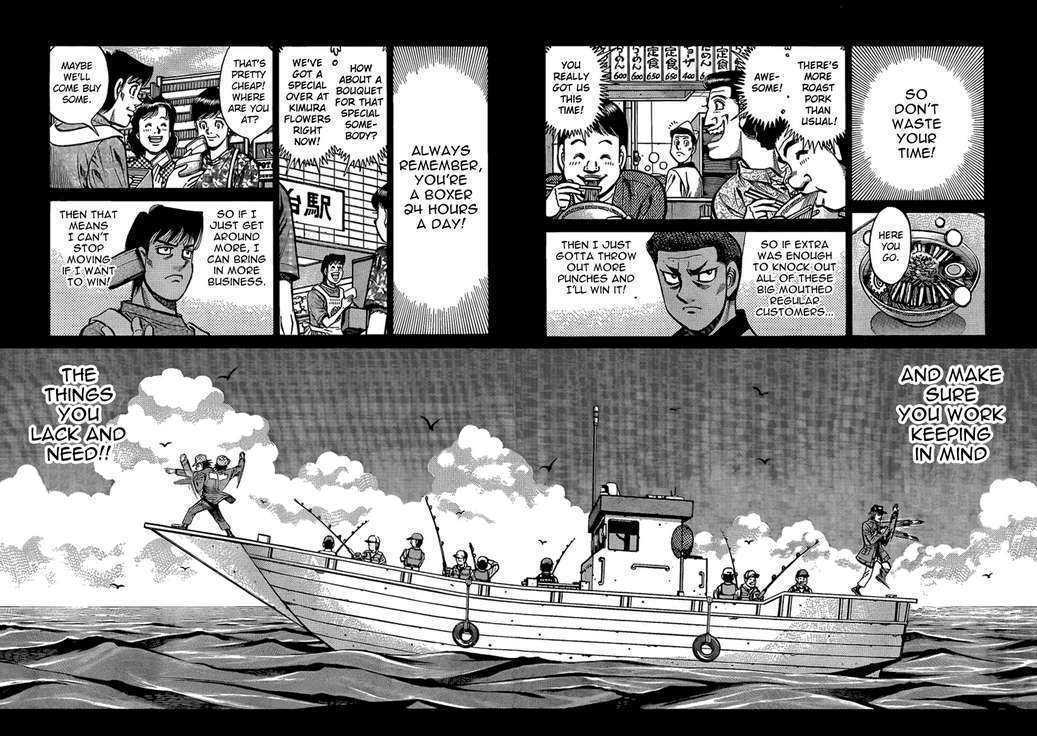 SO
DON'T
WASTE
YOUR
TIME!
HERE
YOU
GO.
THERE'S
MORE
ROAST
PORK
THAN
USUAL!
AWE-
SOME!
YOU
REALLY
GOT US
THIS
TIME!
定食
定食
SO IF EXTRA
WAS ENOUGH
TO KNOCK OUT
ALL OF THESE
BIG MOUTHED
REGULAR
CUSTOMERS...
THEN I JUST
GOTTA THROW
OUT MORE
PUNCHES AND
I'LL WIN IT!
ALWAYS
REMEMBER,
YOU'RE
A BOXER
24 HOURS
A DAY!
HOW
ABOUT A
BOUQUET
FOR THAT
SPECIAL
SOME-
BODY?
WE'VE
GOT A
SPECIAL
OVER AT
KIMURA
FLOWERS
RIGHT
NOW!
台駅
THAT'S
PRETTY
CHEAP!
WHERE
ARE YOU
AT?
MAYBE
WE'LL
COME BUY
SOME.
SO IF I
JUST GET
AROUND
MORE, I
CAN BRING
IN MORE
BUSINESS.
THEN THAT
MEANS
I CAN'T
STOP
MOVING
IF I WANT
TO WIN!
AND MAKE
SURE
YOU WORK
KEEPING
IN MIND
THE
THINGS
YOU
LACK AND
NEED!!